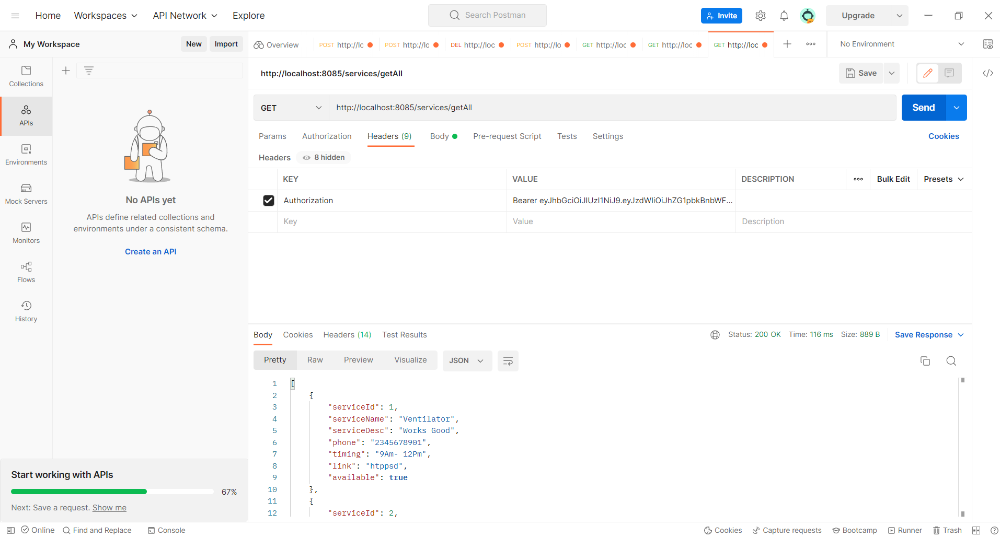 Home Workspaces API Network Explore Search Postman Invite Upgrade
My Workspace New Import Overview POST http://lc POST http://lo DEL http://loc POST http://lo GET http://loc GET http://loc GET http://loc No Environment
Collections
APIs
Environments
Mock Servers
Monitors
Flows
History
No APIs yet
APIs define related collections and
environments under a consistent schema.
Create an API
Start working with APIs
67%
Next: Save a request. Show me
http://localhost:8085/services/getAll Save
GET http://localhost:8085/services/getAll Send
Params Authorization Headers (9) Body Pre-request Script Tests Settings Cookies
Headers 8 hidden
KEY VALUE DESCRIPTION Bulk Edit Presets
Authorization Bearer eyJhbGciOiJIUzI1NiJ9.eyJzdWIiOiJhZG1pbkBnbWF...
Key Value Description
Body Cookies Headers (14) Test Results Status: 200 OK Time: 116 ms Size: 889 B Save Response
Pretty Raw Preview Visualize JSON
1 [
2 {
3 "serviceId": 1,
4 "serviceName": "Ventilator",
5 "serviceDesc": "Works Good",
6 "phone": "2345678901",
7 "timing": "9Am- 12Pm",
8 "link": "htppsd",
9 "available": true
10 },
11 {
12 "serviceId": 2,
Online Find and Replace Console Cookies Capture requests Bootcamp Runner Trash